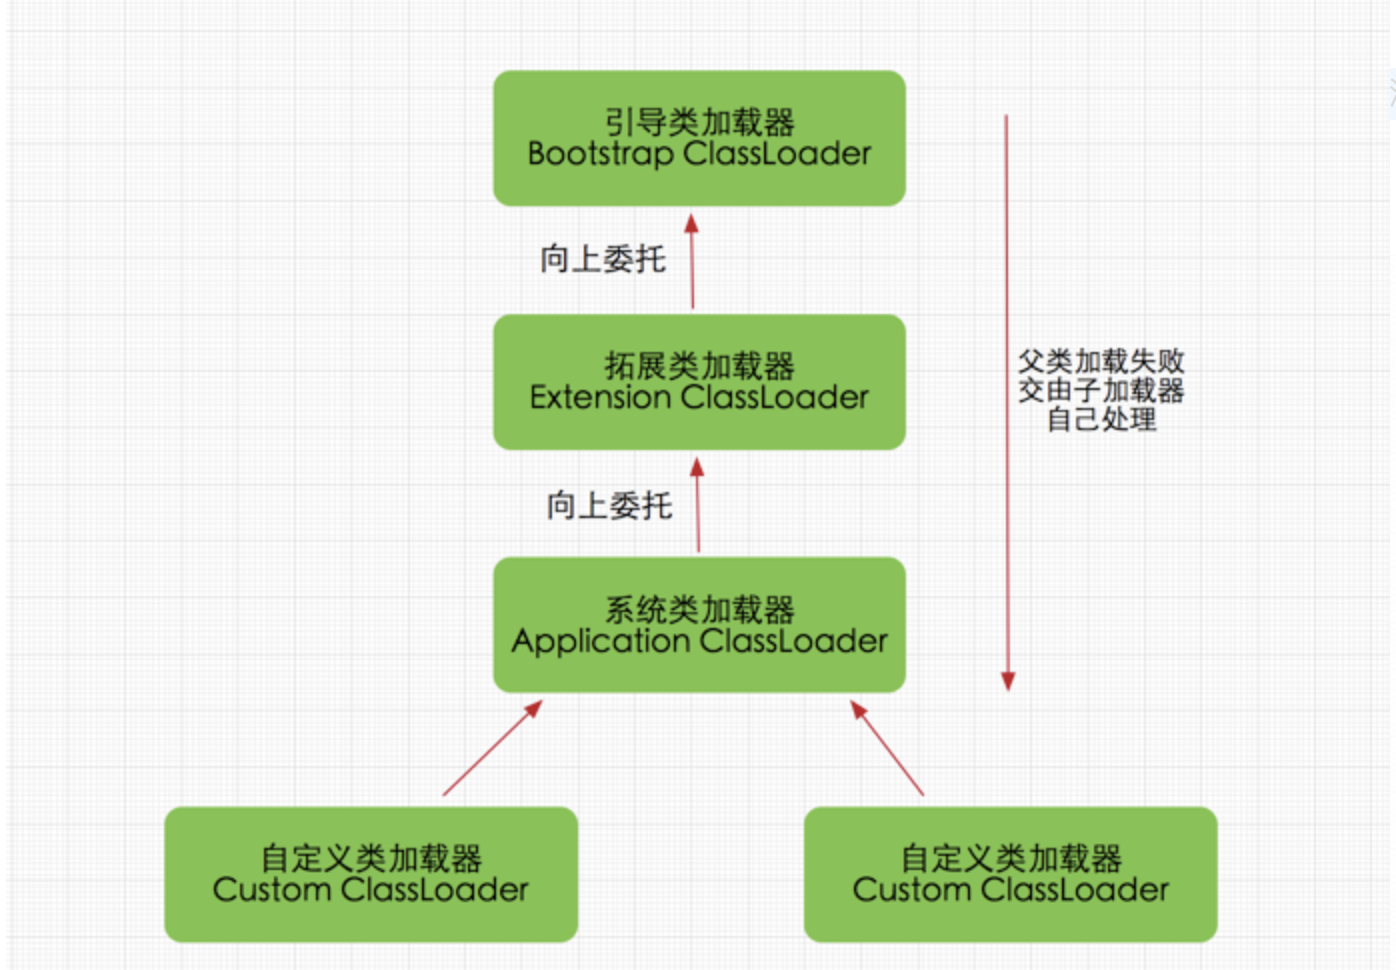 引导类加载器
Bootstrap ClassLoader
向上委托
拓展类加载器
Extension ClassLoader
父类加载失败
交由子加载器
自己处理
向上委托
系统类加载器
Application ClassLoader
自定义类加载器
Custom ClassLoader
自定义类加载器
Custom ClassLoader